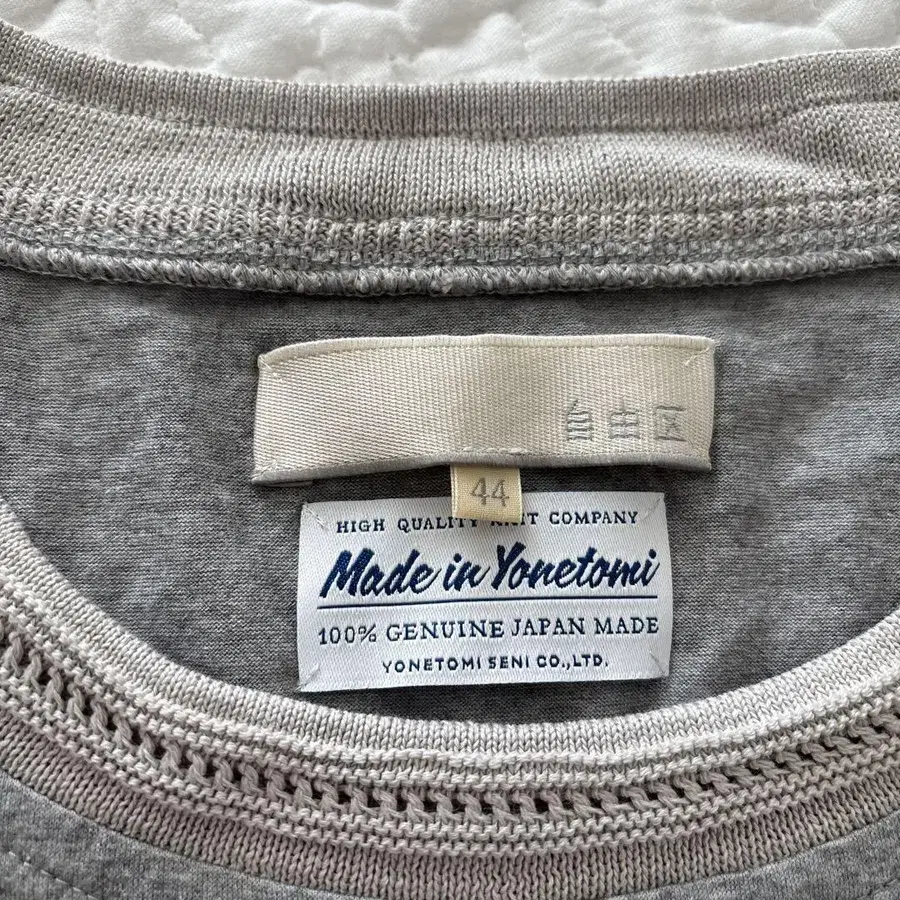 自由区
44
HIGH QUALITY KNIT COMPANY
Made in Yonetomi
100% GENUINE JAPAN MADE
YONETOMI SENI CO.,LTD.